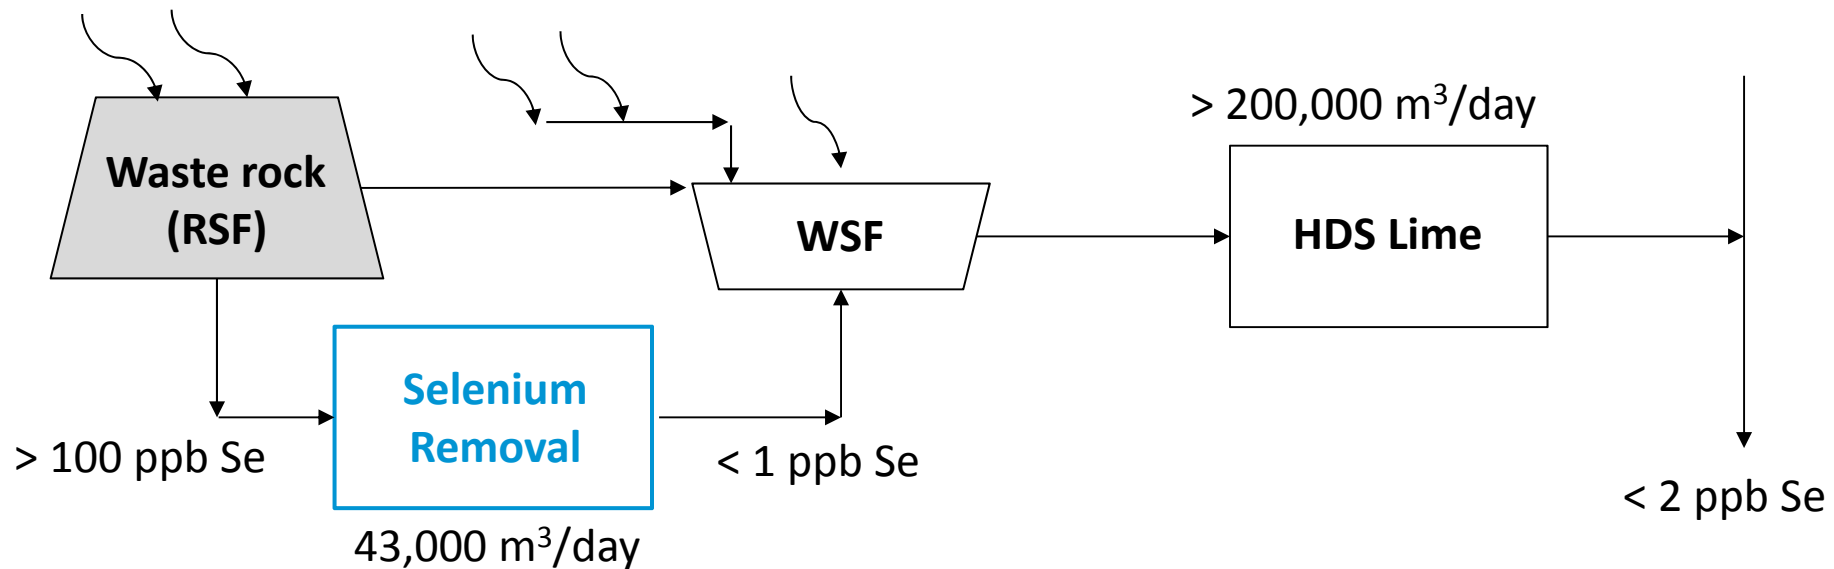 > 200,000 m³/day
Waste rock
(RSF)
WSF
HDS Lime
Selenium
Removal
> 100 ppb Se
< 1 ppb Se
< 2 ppb Se
43,000 m³/day